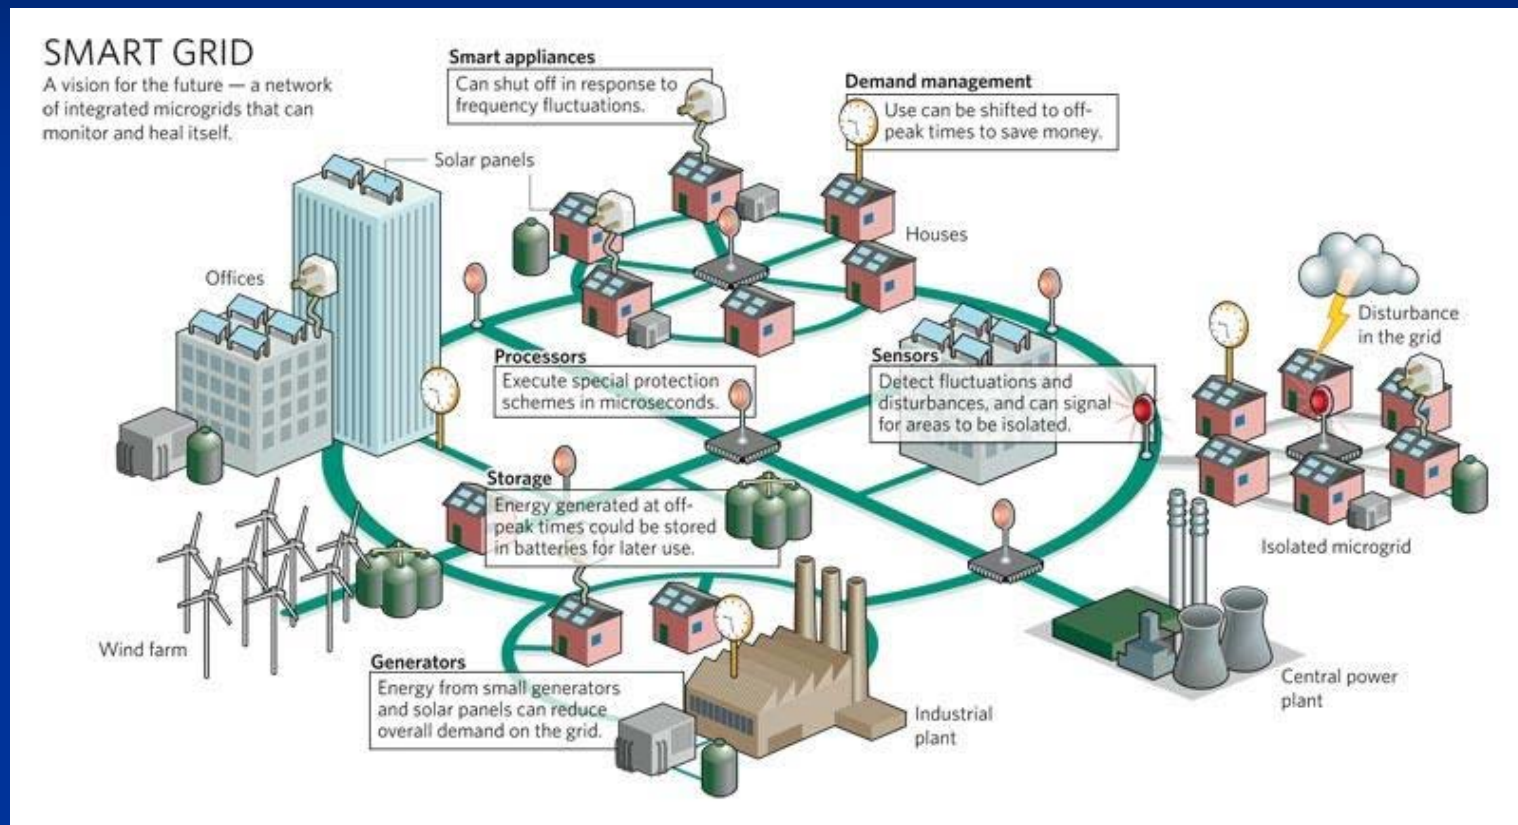 SMART GRID
A vision for the future — a network
of integrated microgrids that can
monitor and heal itself.
Smart appliances
Can shut off in response to
frequency fluctuations.
Demand management
Use can be shifted to off-
peak times to save money.
Solar panels
Houses
Offices
Disturbance
in the grid
Processors
Execute special protection
schemes in microseconds.
Sensors
Detect fluctuations and
disturbances, and can signal
for areas to be isolated.
Storage
Energy generated at off-
peak times could be stored
in batteries for later use.
Isolated microgrid
Wind farm
Generators
Energy from small generators
and solar panels can reduce
overall demand on the grid.
Industrial
plant
Central power
plant